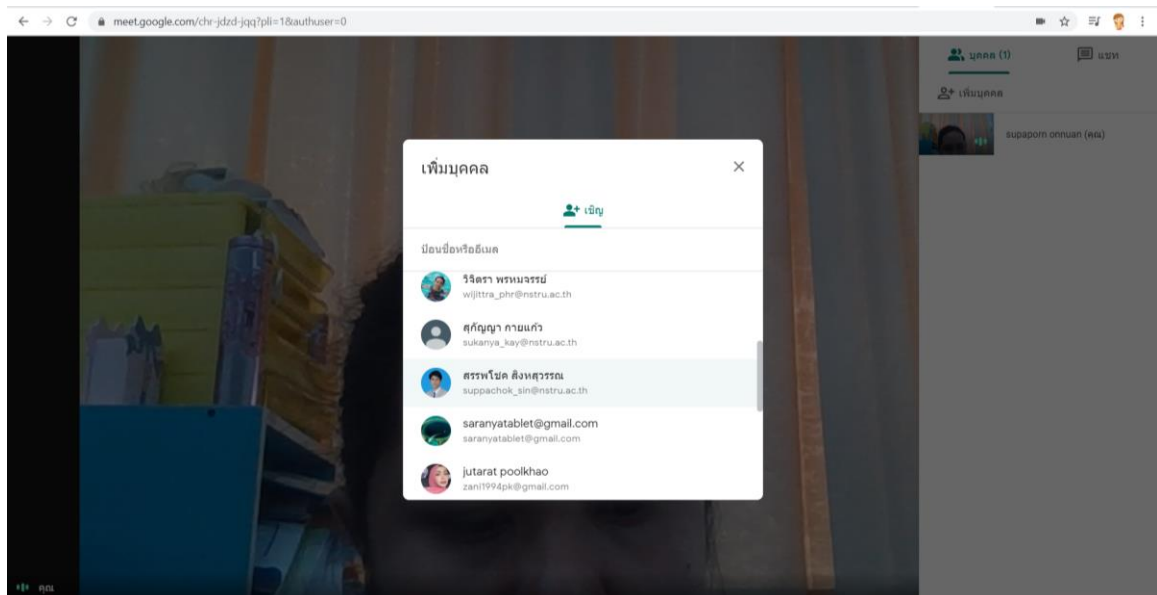 meet.google.com/chr-jdzd-jqq?pli=1&authuser=0
บุคคล (1)
แชท
เพิ่มบุคคล
supaporn onnuan (คุณ)
เพิ่มบุคคล
เชิญ
ป้อนชื่อหรืออีเมล
วิจิตรา พรหมจรรย์
wijittra_phr@nstru.ac.th
สุกัญญา กายแก้ว
sukanya_kay@nstru.ac.th
สรรพโชค สิงหสุวรรณ
suppachok_sin@nstru.ac.th
saranyatablet@gmail.com
saranyatablet@gmail.com
jutarat poolkhao
zani1994pk@gmail.com
คุณ